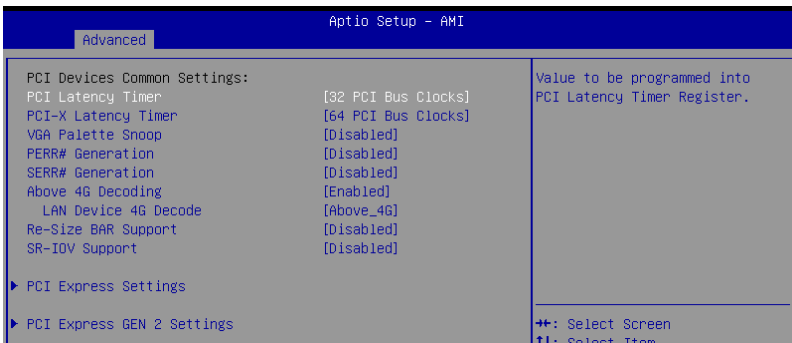 Aptio Setup – AMI
Advanced
PCI Devices Common Settings:
PCI Latency Timer [32 PCI Bus Clocks]
PCI-X Latency Timer [64 PCI Bus Clocks]
VGA Palette Snoop [Disabled]
PERR# Generation [Disabled]
SERR# Generation [Disabled]
Above 4G Decoding [Enabled]
LAN Device 4G Decode [Above_4G]
Re-Size BAR Support [Disabled]
SR-IOV Support [Disabled]
PCI Express Settings
PCI Express GEN 2 Settings
Value to be programmed into
PCI Latency Timer Register.
→←: Select Screen
↑↓: Select Item